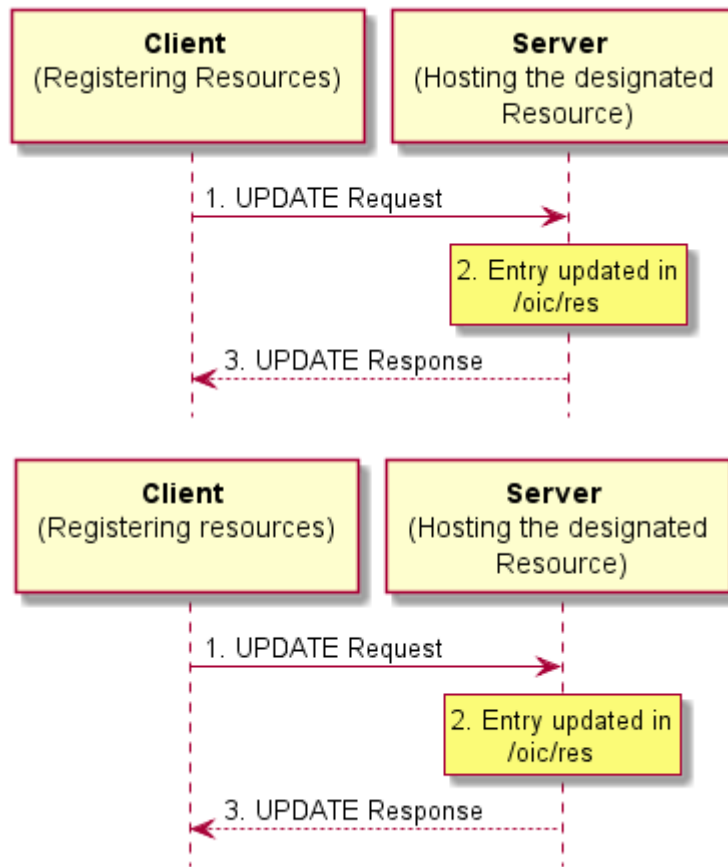 Client
(Registering Resources)
Server
(Hosting the designated
Resource)
1. UPDATE Request
2. Entry updated in
/oic/res
3. UPDATE Response
Client
(Registering resources)
Server
(Hosting the designated
Resource)
1. UPDATE Request
2. Entry updated in
/oic/res
3. UPDATE Response